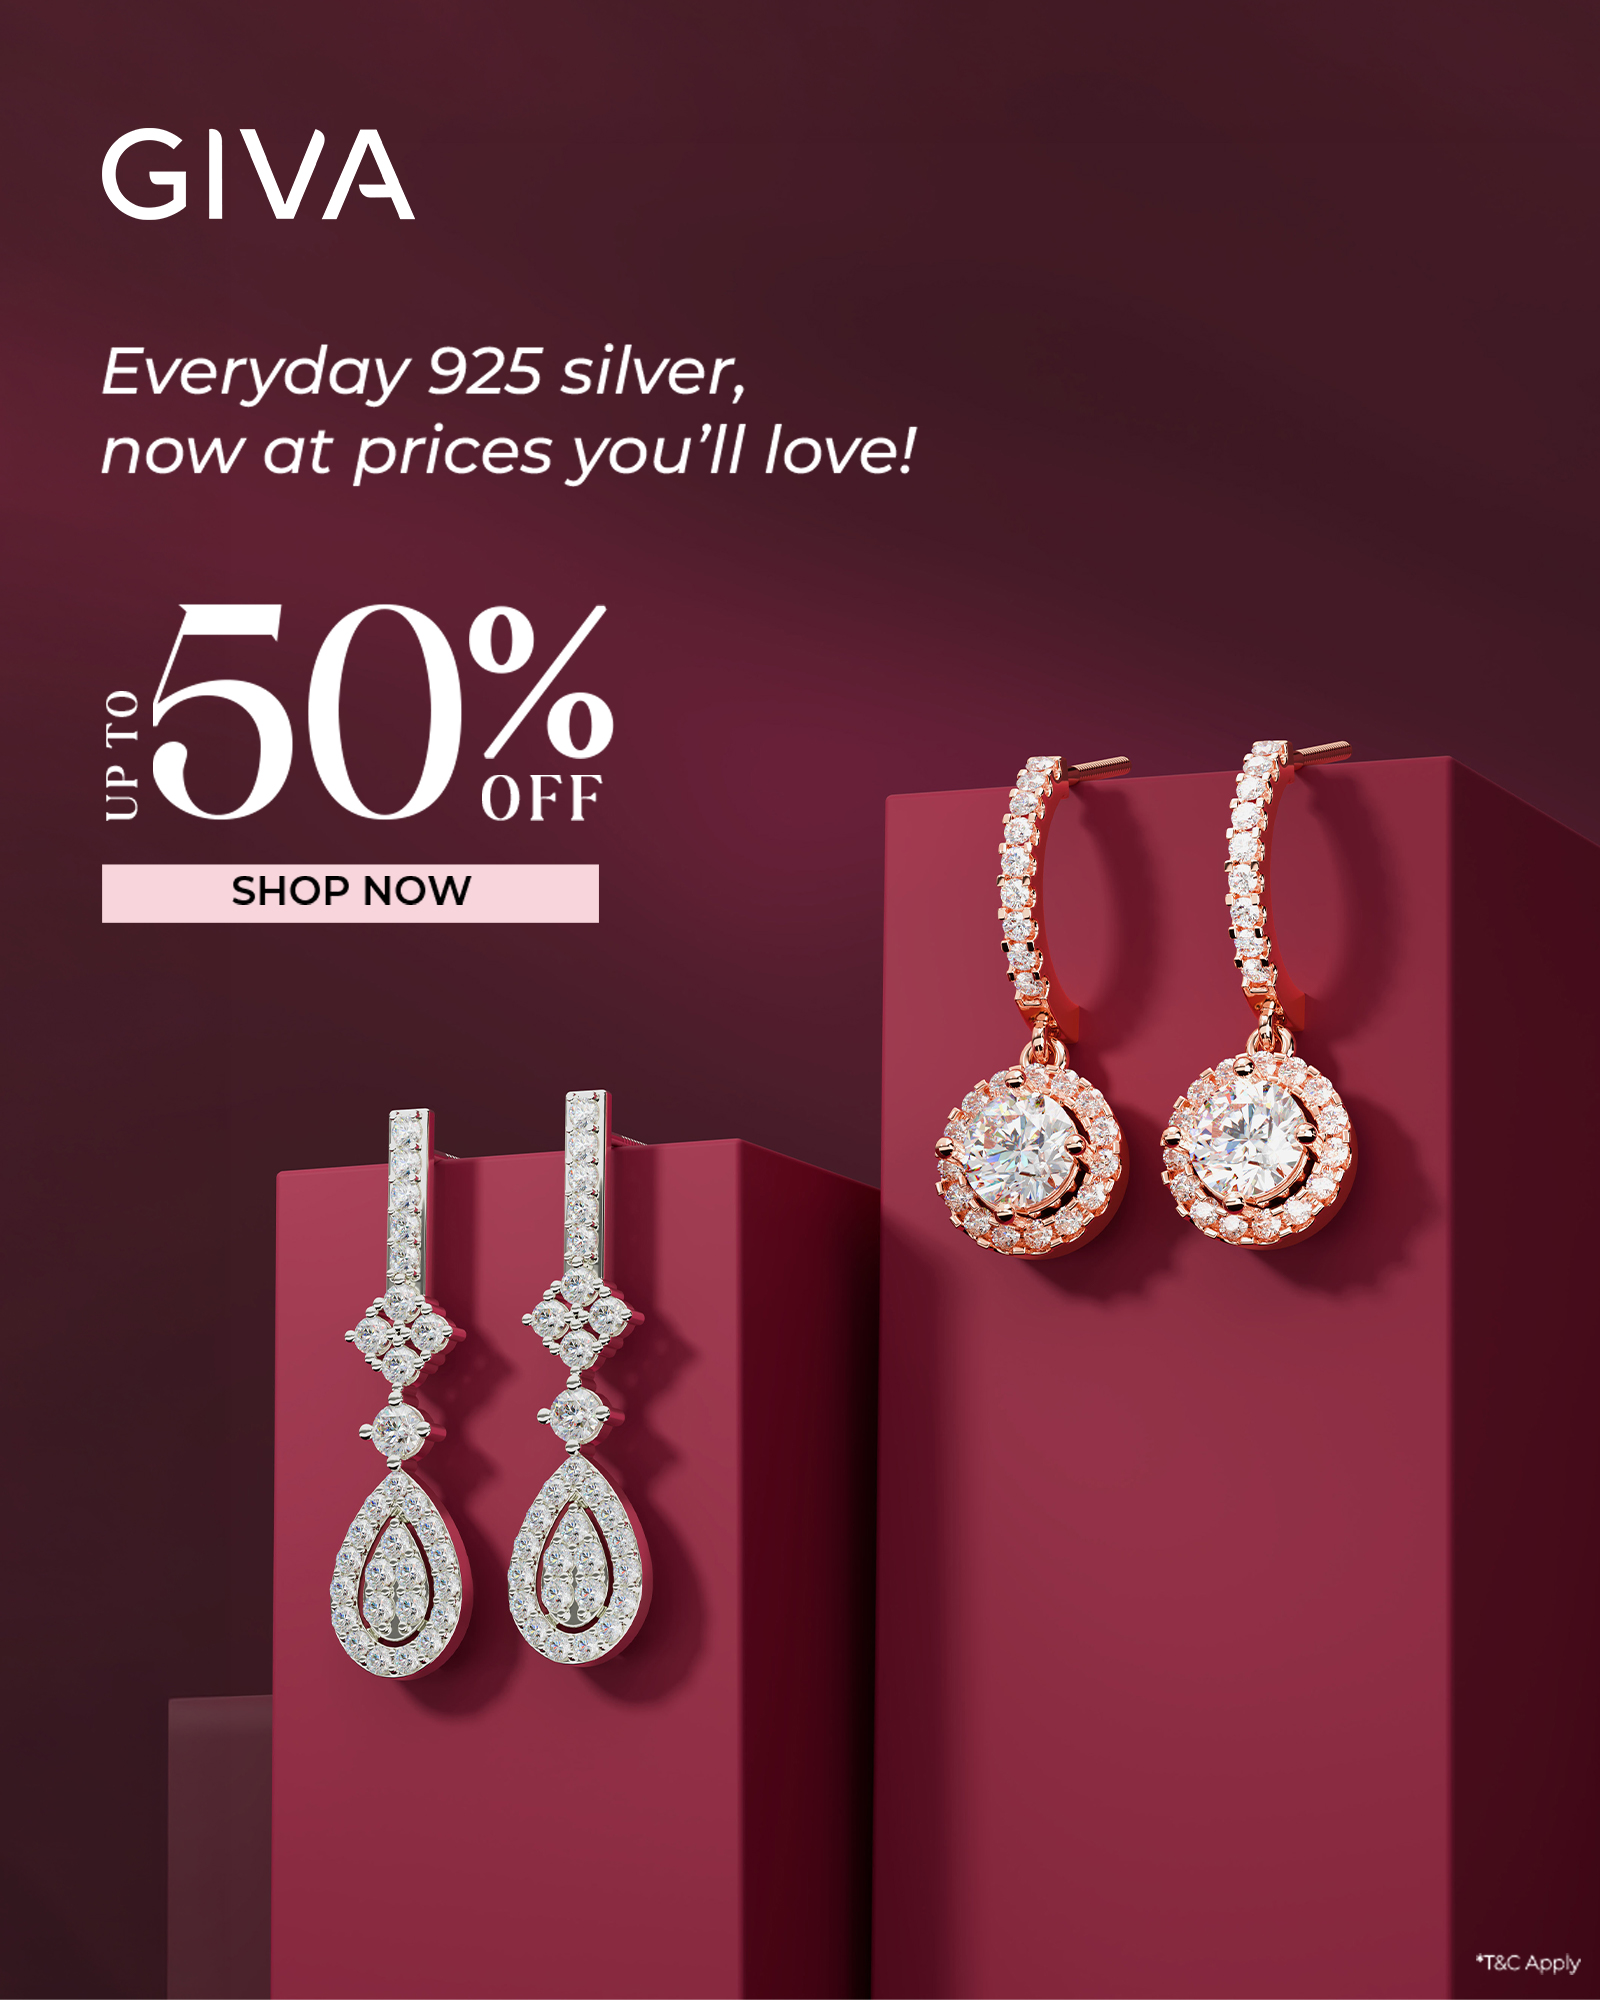 GIVA
Everyday 925 silver,
now at prices you’ll love!
UP TO
50%
OFF
SHOP NOW
*T&C Apply